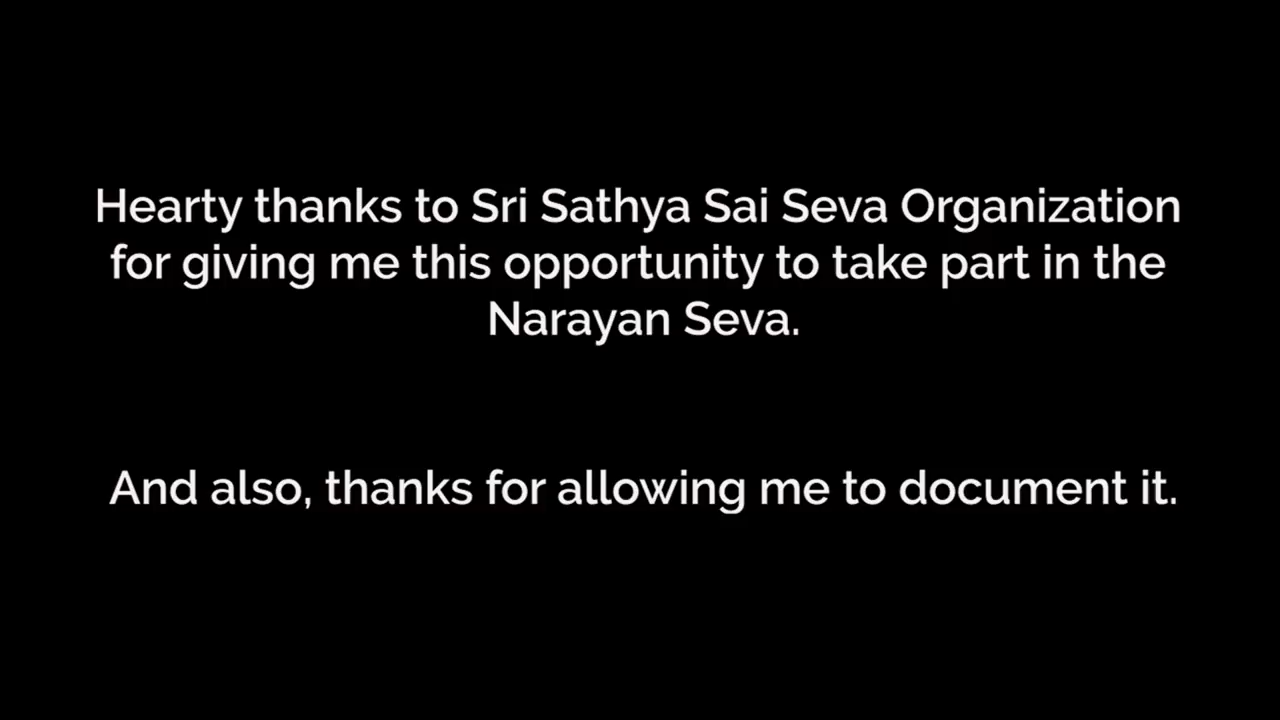 Hearty thanks to Sri Sathya Sai Seva Organization
for giving me this opportunity to take part in the
Narayan Seva.
And also, thanks for allowing me to document it.